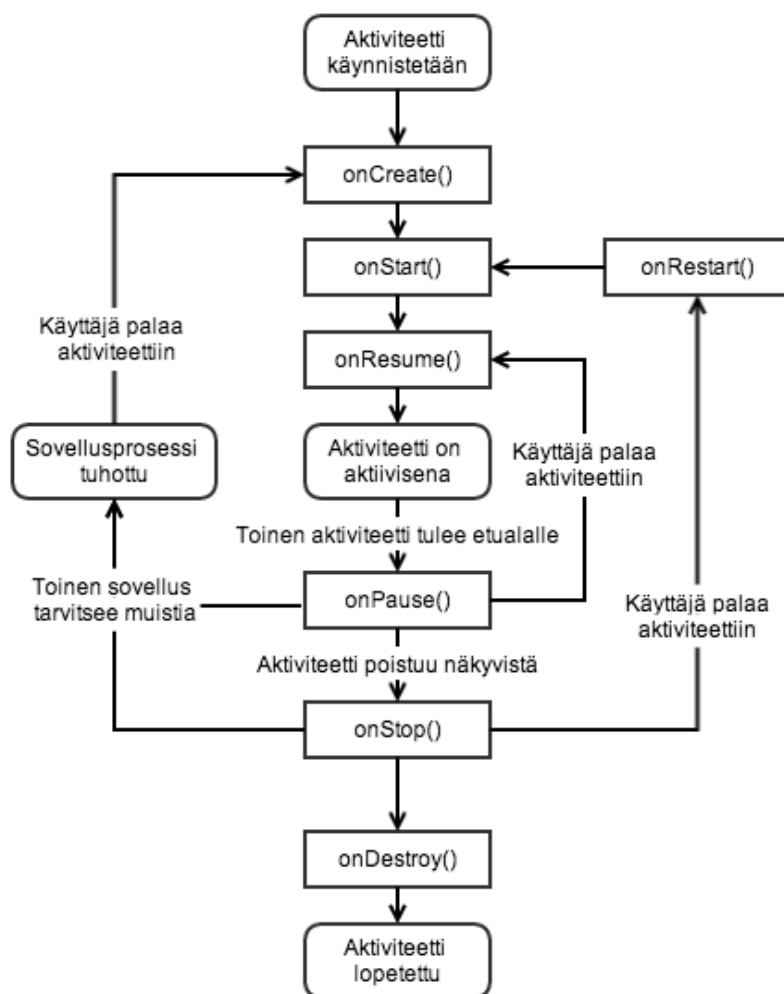 Aktiviteetti
käynnistetään
onCreate()
onStart()
onRestart()
Käyttäjä palaa
aktiviteettiin
onResume()
Sovellusprosessi
tuhottu
Aktiviteetti on
aktiivisena
Käyttäjä palaa
aktiviteettiin
Toinen aktiviteetti tulee etualalle
Toinen sovellus
tarvitsee muistia
onPause()
Käyttäjä palaa
aktiviteettiin
Aktiviteetti poistuu näkyvistä
onStop()
onDestroy()
Aktiviteetti
lopetettu